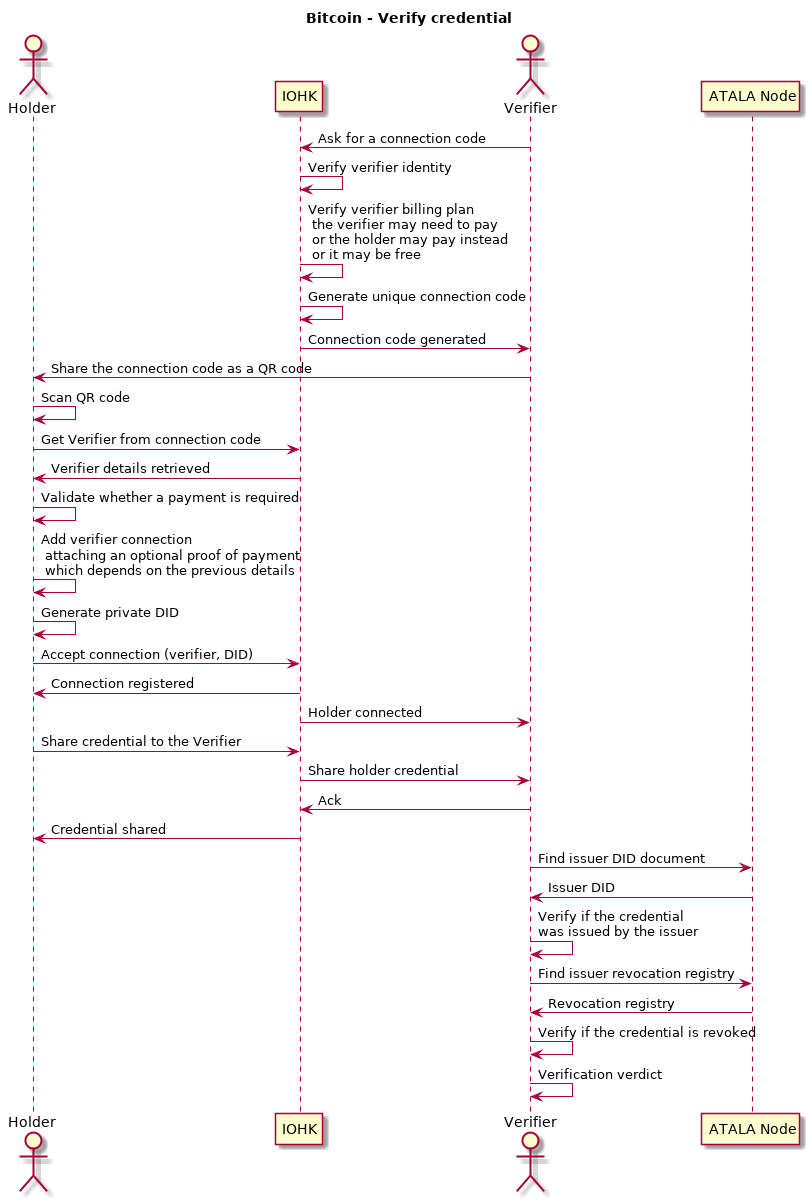 Bitcoin - Verify credential
Holder
IOHK
Verifier
ATALA Node
Ask for a connection code
Verify verifier identity
Verify verifier billing plan
the verifier may need to pay
or the holder may pay instead
or it may be free
Generate unique connection code
Connection code generated
Share the connection code as a QR code
Scan QR code
Get Verifier from connection code
Verifier details retrieved
Validate whether a payment is required
Add verifier connection
attaching an optional proof of payment
which depends on the previous details
Generate private DID
Accept connection (verifier, DID)
Connection registered
Holder connected
Share credential to the Verifier
Share holder credential
Ack
Credential shared
Find issuer DID document
Issuer DID
Verify if the credential
was issued by the issuer
Find issuer revocation registry
Revocation registry
Verify if the credential is revoked
Verification verdict
Holder
IOHK
Verifier
ATALA Node